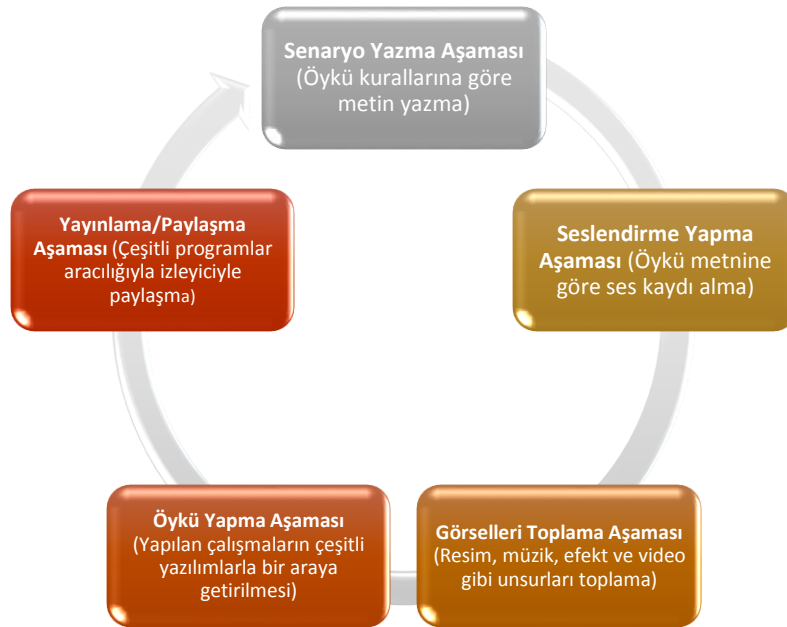 Senaryo Yazma Aşaması
(Öykü kurallarına göre
metin yazma)
Seslendirme Yapma
Aşaması (Öykü metnine
göre ses kaydı alma)
Görselleri Toplama Aşaması
(Resim, müzik, efekt ve video
gibi unsurları toplama)
Öykü Yapma Aşaması
(Yapılan çalışmaların çeşitli
yazılımlarla bir araya
getirilmesi)
Yayınlama/Paylaşma
Aşaması (Çeşitli programlar
aracılığıyla izleyiciyle
paylaşma)